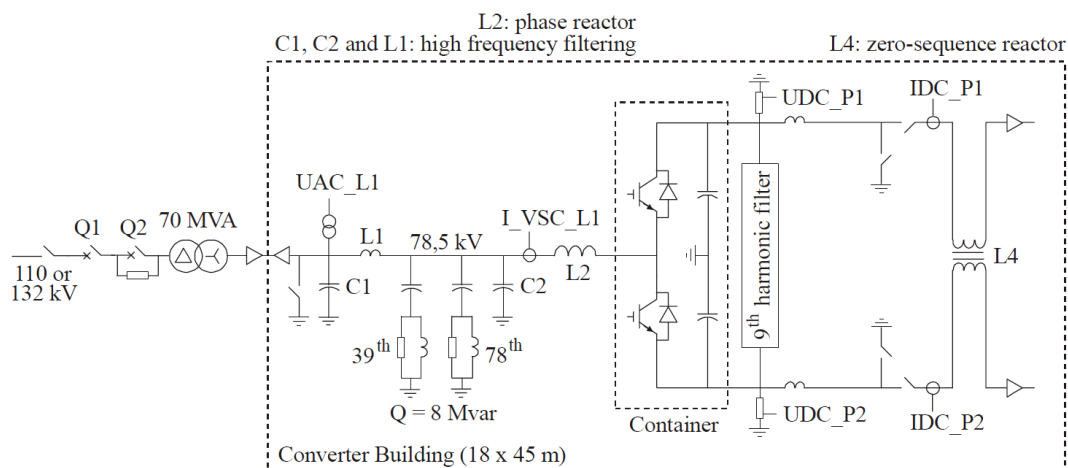 L2: phase reactor
C1, C2 and L1: high frequency filtering
L4: zero-sequence reactor
IDC_P1
UDC_P1
UAC_L1
I_VSC_L1
Q1
Q2
70 MVA
L1
78,5 kV
L2
110 or
132 kV
C1
C2
9th harmonic filter
L4
39th
78th
Q = 8 Mvar
Container
UDC_P2
IDC_P2
Converter Building (18 x 45 m)